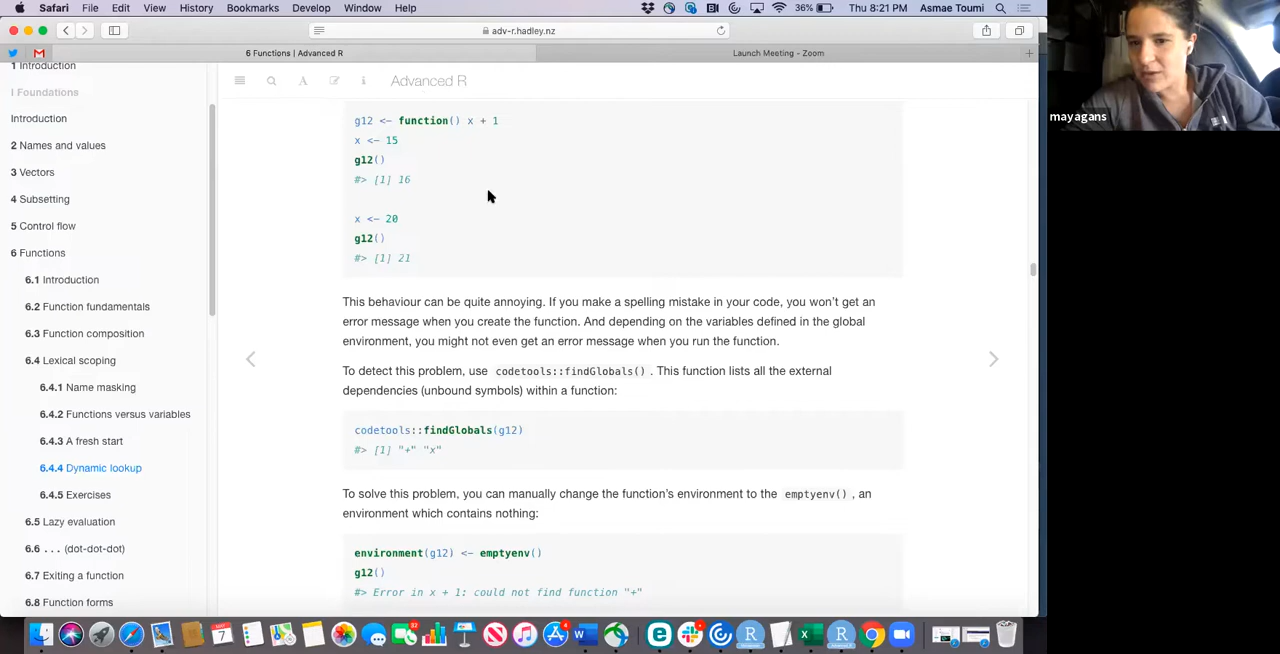 Safari File Edit View History Bookmarks Develop Window Help 36% Thu 8:21 PM Asmae Toumi
adv-r.hadley.nz
6 Functions | Advanced R
Launch Meeting - Zoom
1 Introduction
I Foundations
Introduction
2 Names and values
3 Vectors
4 Subsetting
5 Control flow
6 Functions
6.1 Introduction
6.2 Function fundamentals
6.3 Function composition
6.4 Lexical scoping
6.4.1 Name masking
6.4.2 Functions versus variables
6.4.3 A fresh start
6.4.4 Dynamic lookup
6.4.5 Exercises
6.5 Lazy evaluation
6.6 ... (dot-dot-dot)
6.7 Exiting a function
6.8 Function forms
Advanced R
g12 <- function() x + 1
x <- 15
g12()
#> [1] 16
x <- 20
g12()
#> [1] 21
This behaviour can be quite annoying. If you make a spelling mistake in your code, you won't get an
error message when you create the function. And depending on the variables defined in the global
environment, you might not even get an error message when you run the function.
To detect this problem, use codetools::findGlobals() . This function lists all the external
dependencies (unbound symbols) within a function:
codetools::findGlobals(g12)
#> [1] "+" "x"
To solve this problem, you can manually change the function's environment to the emptyenv() , an
environment which contains nothing:
environment(g12) <- emptyenv()
g12()
#> Error in x + 1: could not find function "+"
mayagans